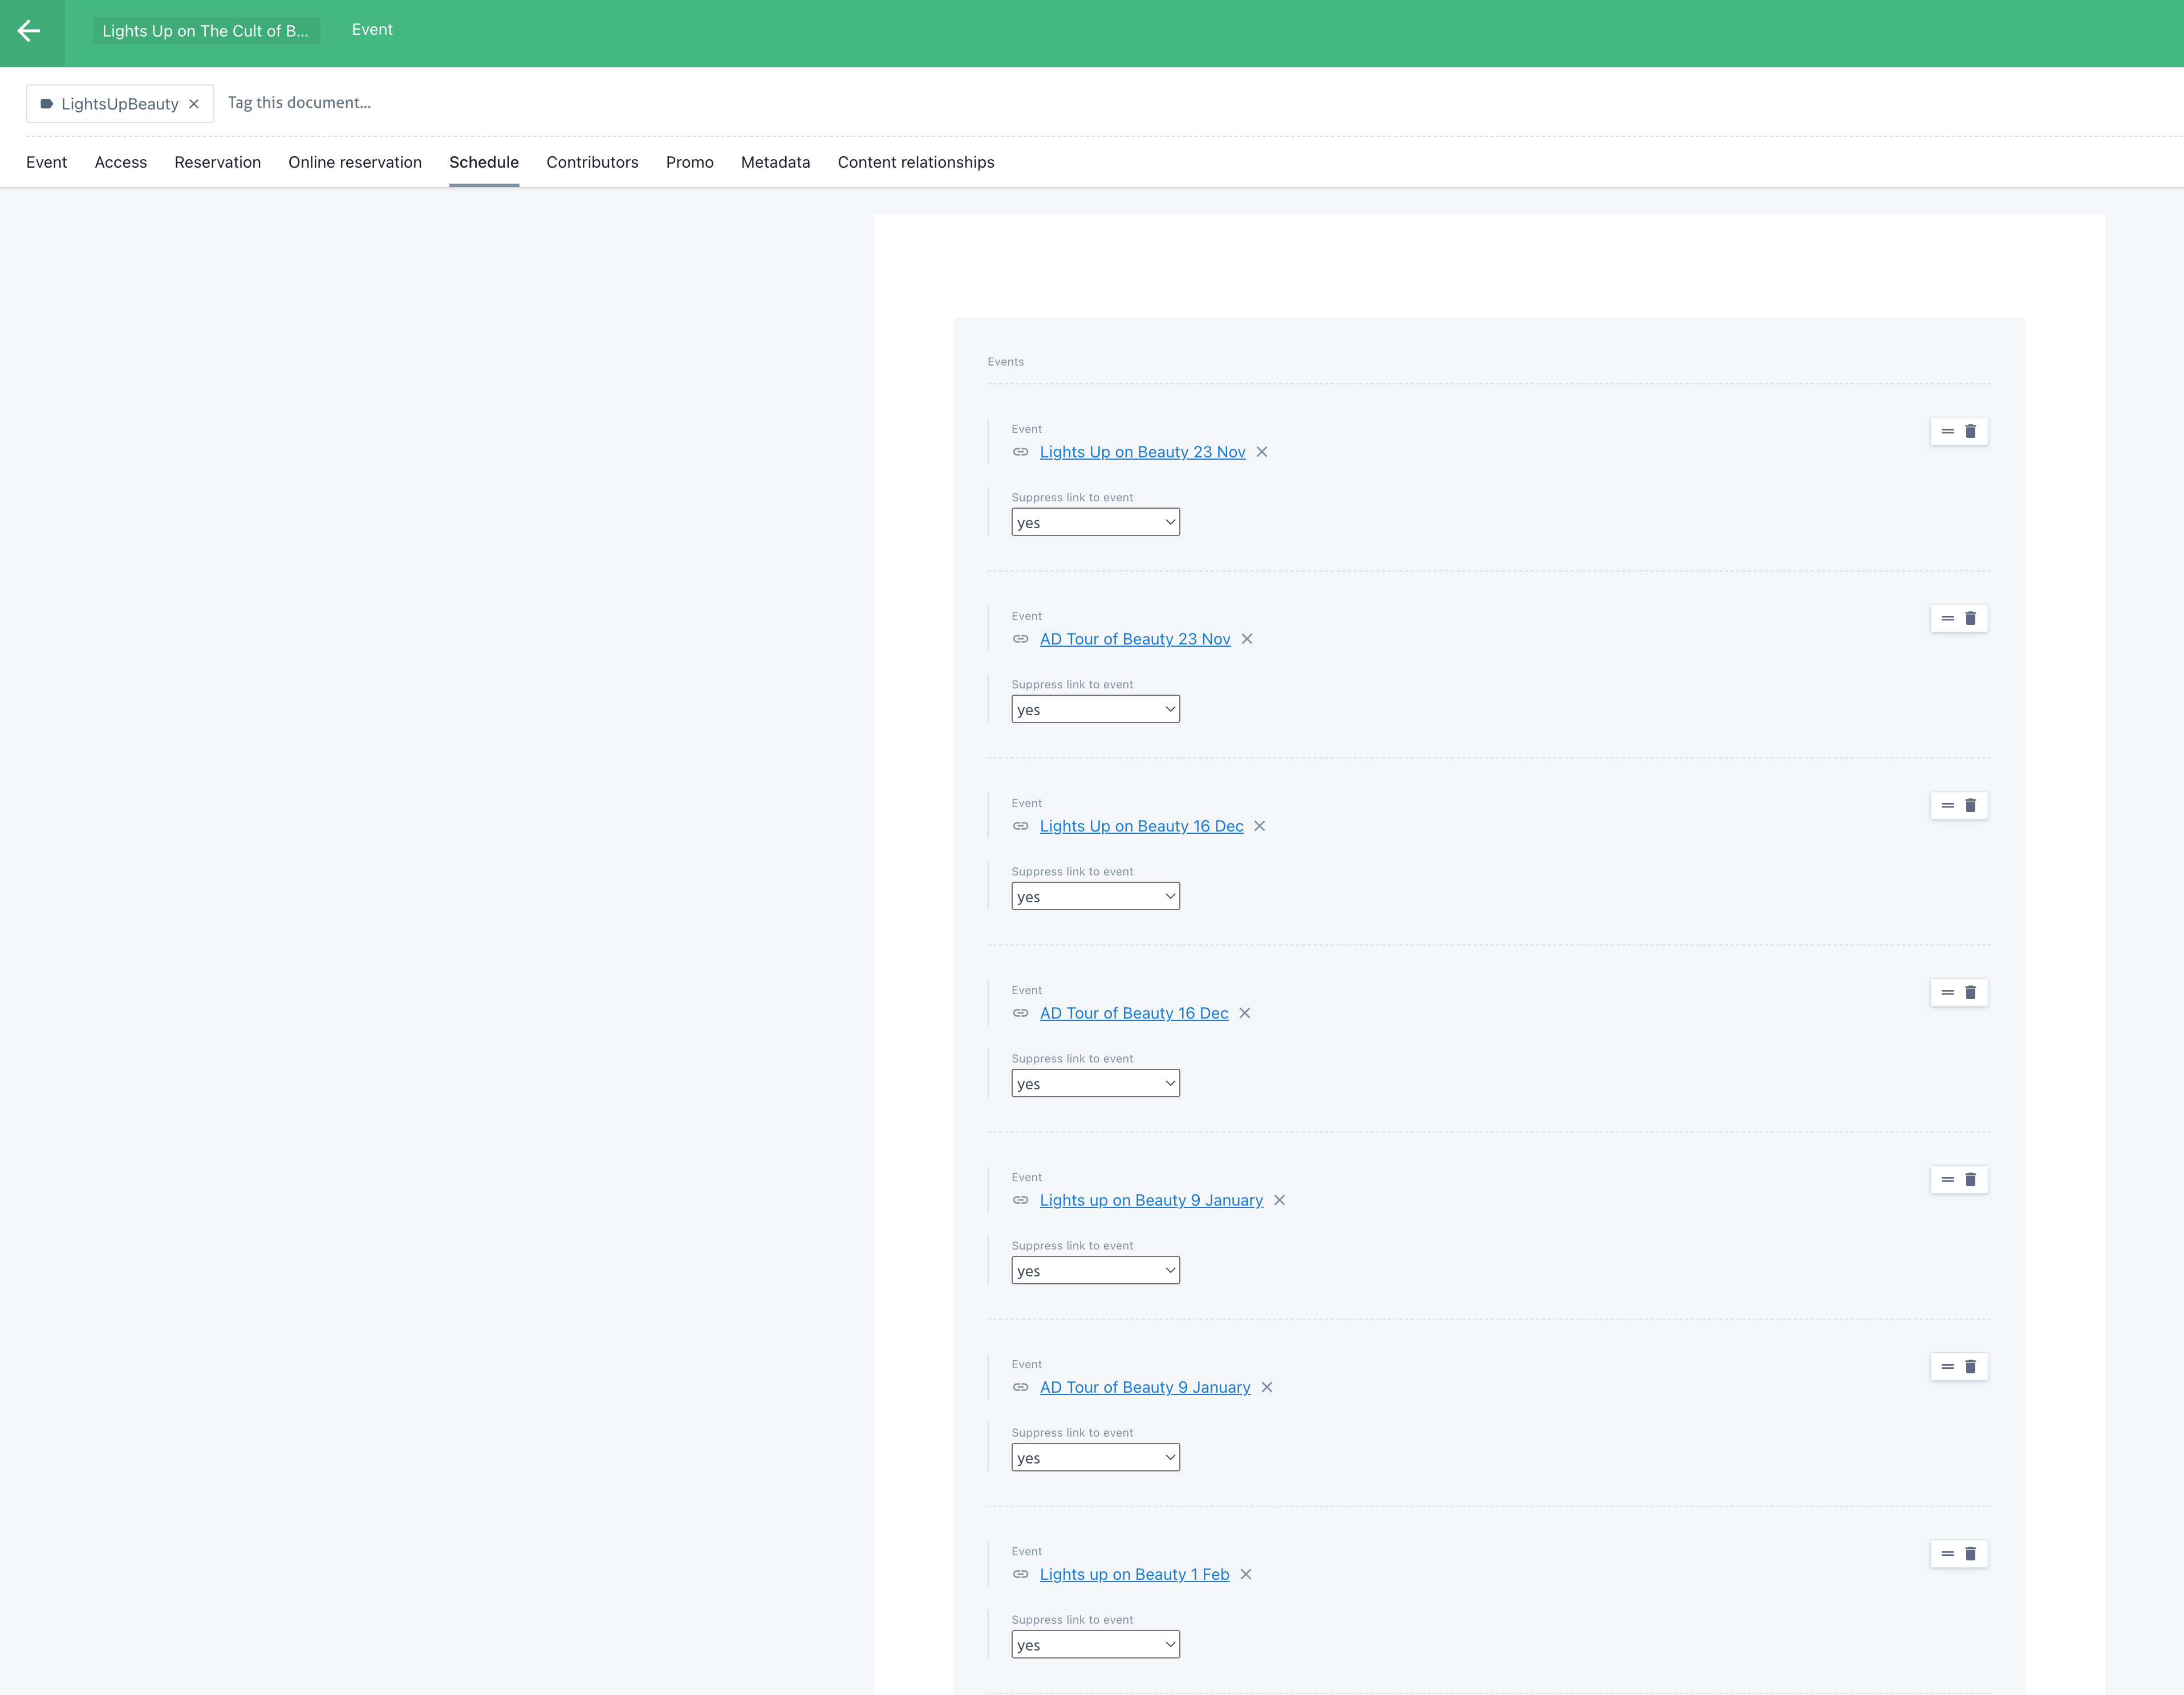 Lights Up on The Cult of B... Event
LightsUpBeauty Tag this document...
Event Access Reservation Online reservation Schedule Contributors Promo Metadata Content relationships
Events
Event
Lights Up on Beauty 23 Nov
Suppress link to event
yes
Event
AD Tour of Beauty 23 Nov
Suppress link to event
yes
Event
Lights Up on Beauty 16 Dec
Suppress link to event
yes
Event
AD Tour of Beauty 16 Dec
Suppress link to event
yes
Event
Lights up on Beauty 9 January
Suppress link to event
yes
Event
AD Tour of Beauty 9 January
Suppress link to event
yes
Event
Lights up on Beauty 1 Feb
Suppress link to event
yes